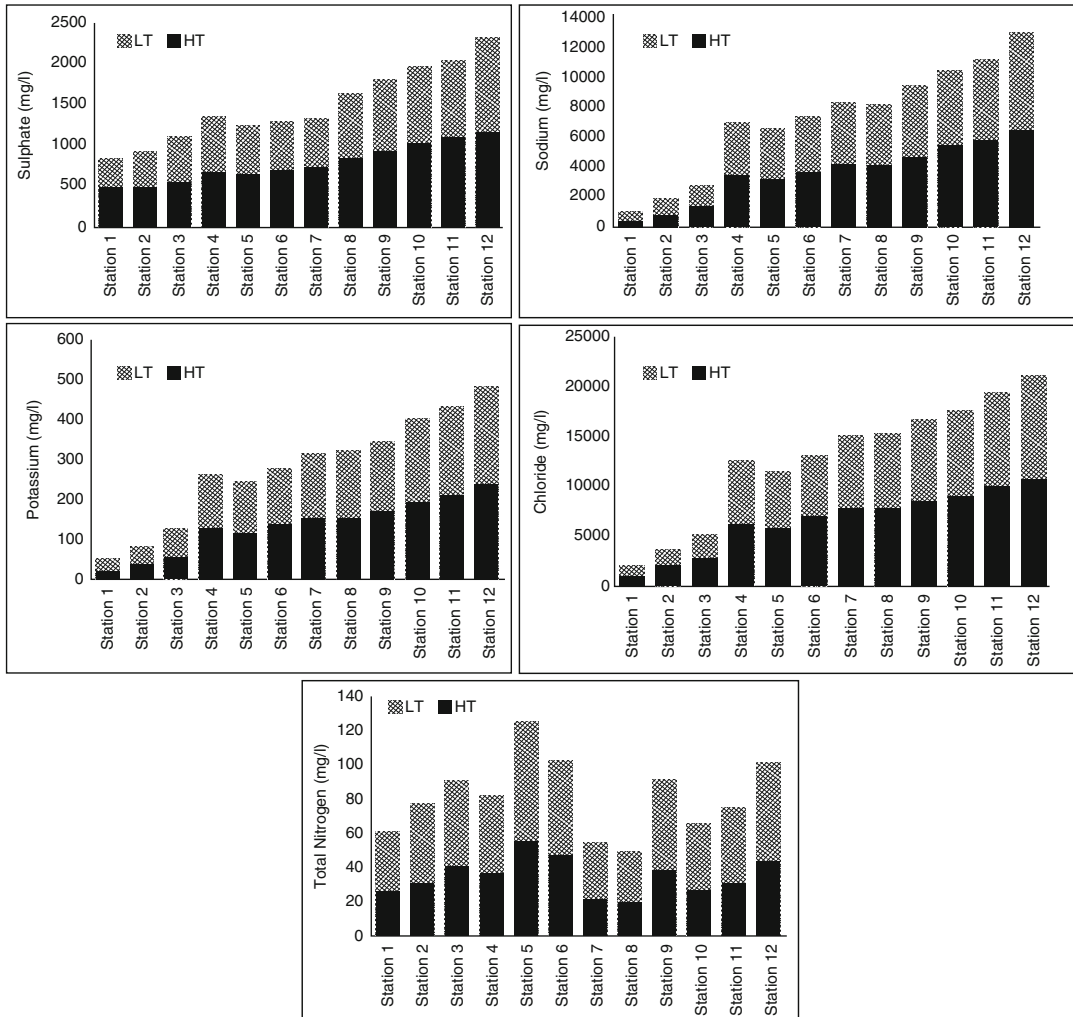 Sulphate (mg/l)
2500
2000
1500
1000
500
0
LT HT
Station 1
Station 2
Station 3
Station 4
Station 5
Station 6
Station 7
Station 8
Station 9
Station 10
Station 11
Station 12
Sodium (mg/l)
14000
12000
10000
8000
6000
4000
2000
0
LT HT
Station 1
Station 2
Station 3
Station 4
Station 5
Station 6
Station 7
Station 8
Station 9
Station 10
Station 11
Station 12
Potassium (mg/l)
600
500
400
300
200
100
0
LT HT
Station 1
Station 2
Station 3
Station 4
Station 5
Station 6
Station 7
Station 8
Station 9
Station 10
Station 11
Station 12
Chloride (mg/l)
25000
20000
15000
10000
5000
0
LT HT
Station 1
Station 2
Station 3
Station 4
Station 5
Station 6
Station 7
Station 8
Station 9
Station 10
Station 11
Station 12
Total Nitrogen (mg/l)
140
120
100
80
60
40
20
0
LT HT
Station 1
Station 2
Station 3
Station 4
Station 5
Station 6
Station 7
Station 8
Station 9
Station 10
Station 11
Station 12